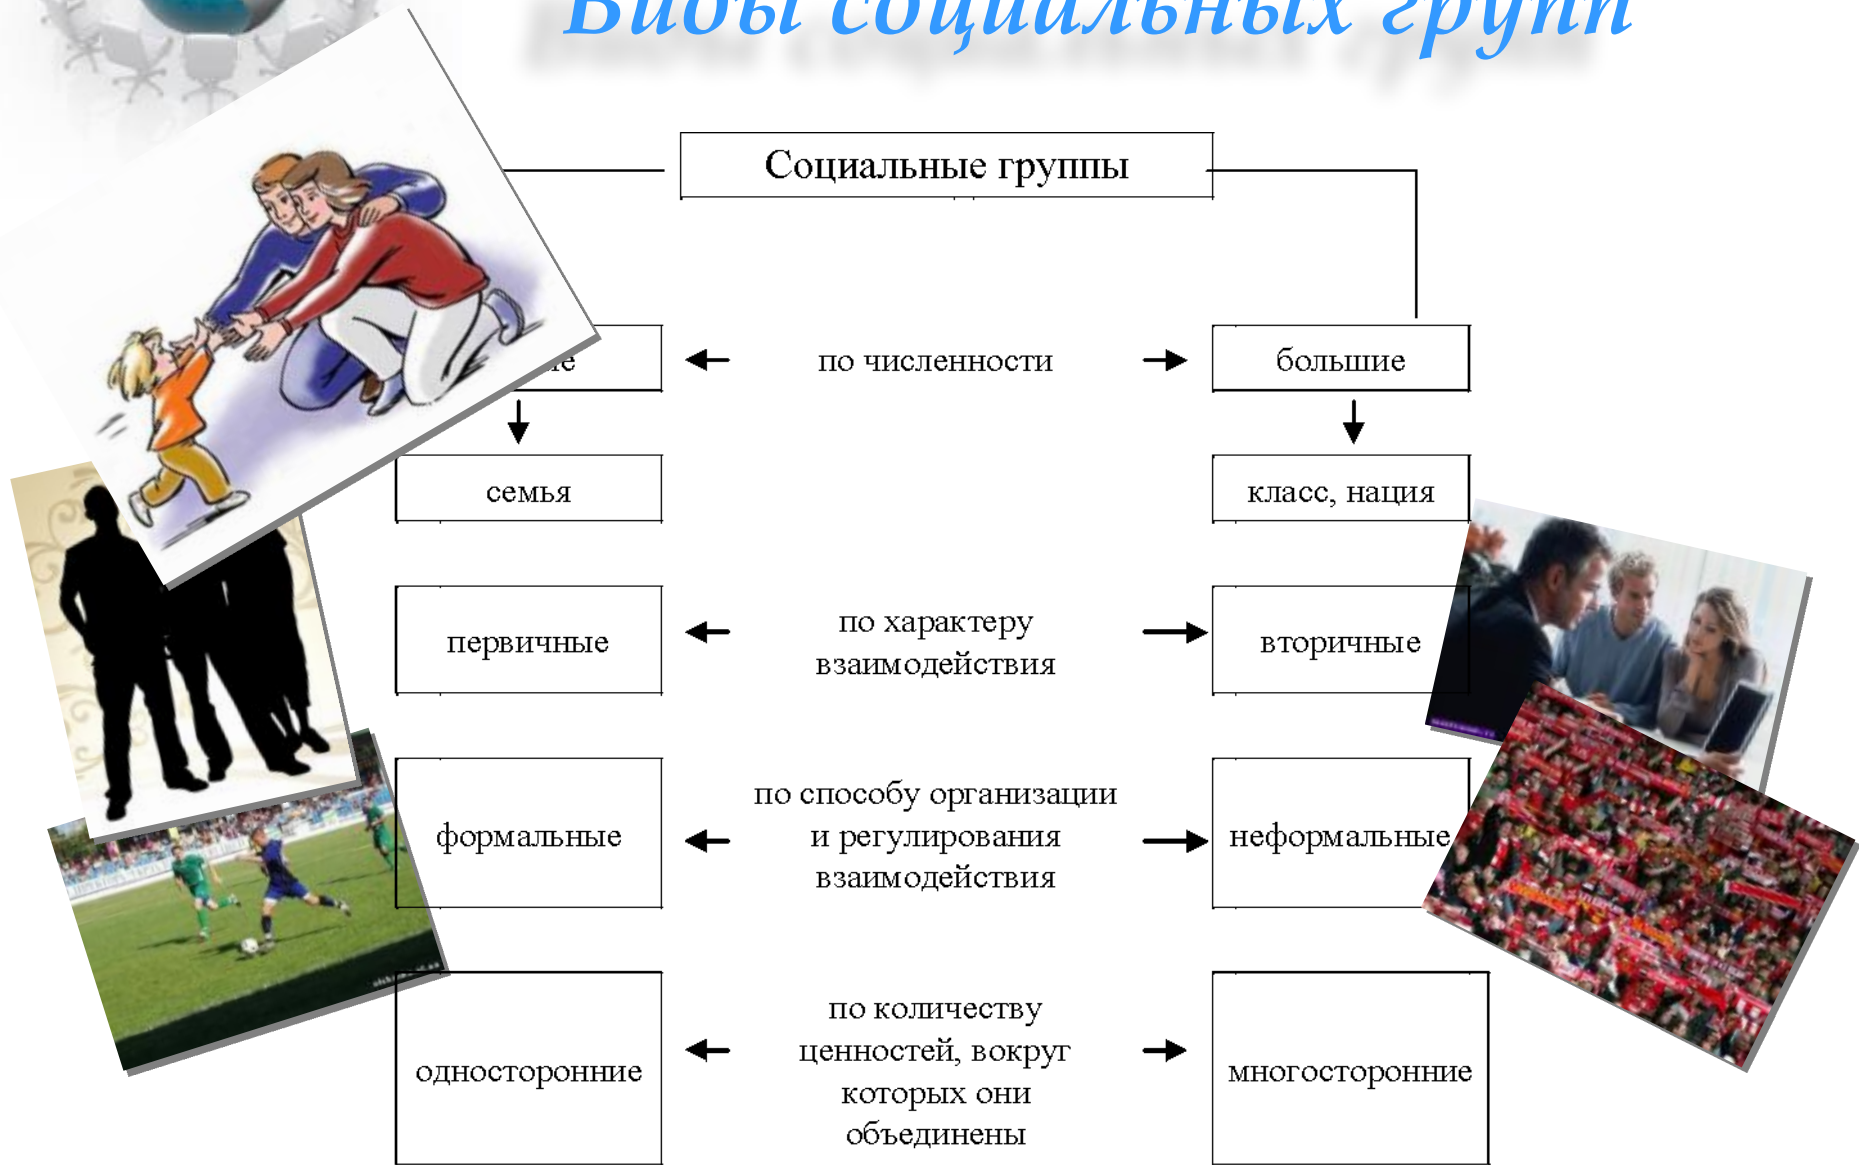 Виды социальных групп
Социальные группы
по численности
большие
семья
класс, нация
первичные
по характеру
взаимодействия
вторичные
формальные
по способу организации
и регулирования
взаимодействия
неформальные
односторонние
по количеству
ценностей, вокруг
которых они
объединены
многосторонние